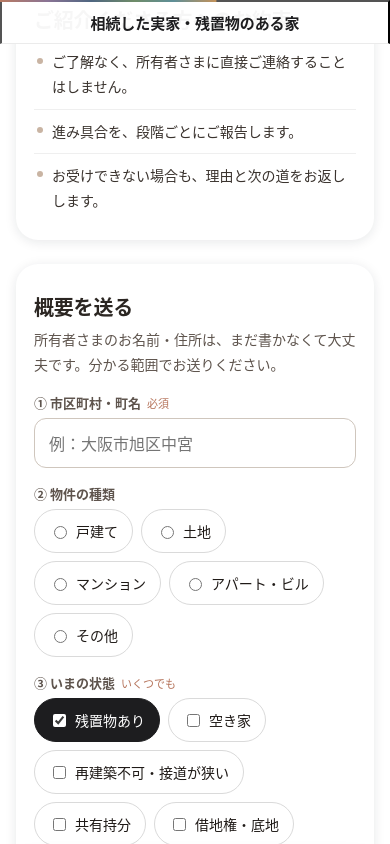 相続した実家・残置物のある家
ご了解なく、所有者さまに直接ご連絡すること
はしません。
進み具合を、段階ごとにご報告します。
お受けできない場合も、理由と次の道をお返し
します。
概要を送る
所有者さまのお名前・住所は、まだ書かなくて大丈
夫です。分かる範囲でお送りください。
① 市区町村・町名 必須
例：大阪市旭区中宮
② 物件の種類
戸建て 土地
マンション アパート・ビル
その他
③ いまの状態 いくつでも
残置物あり 空き家
再建築不可・接道が狭い
共有持分 借地権・底地